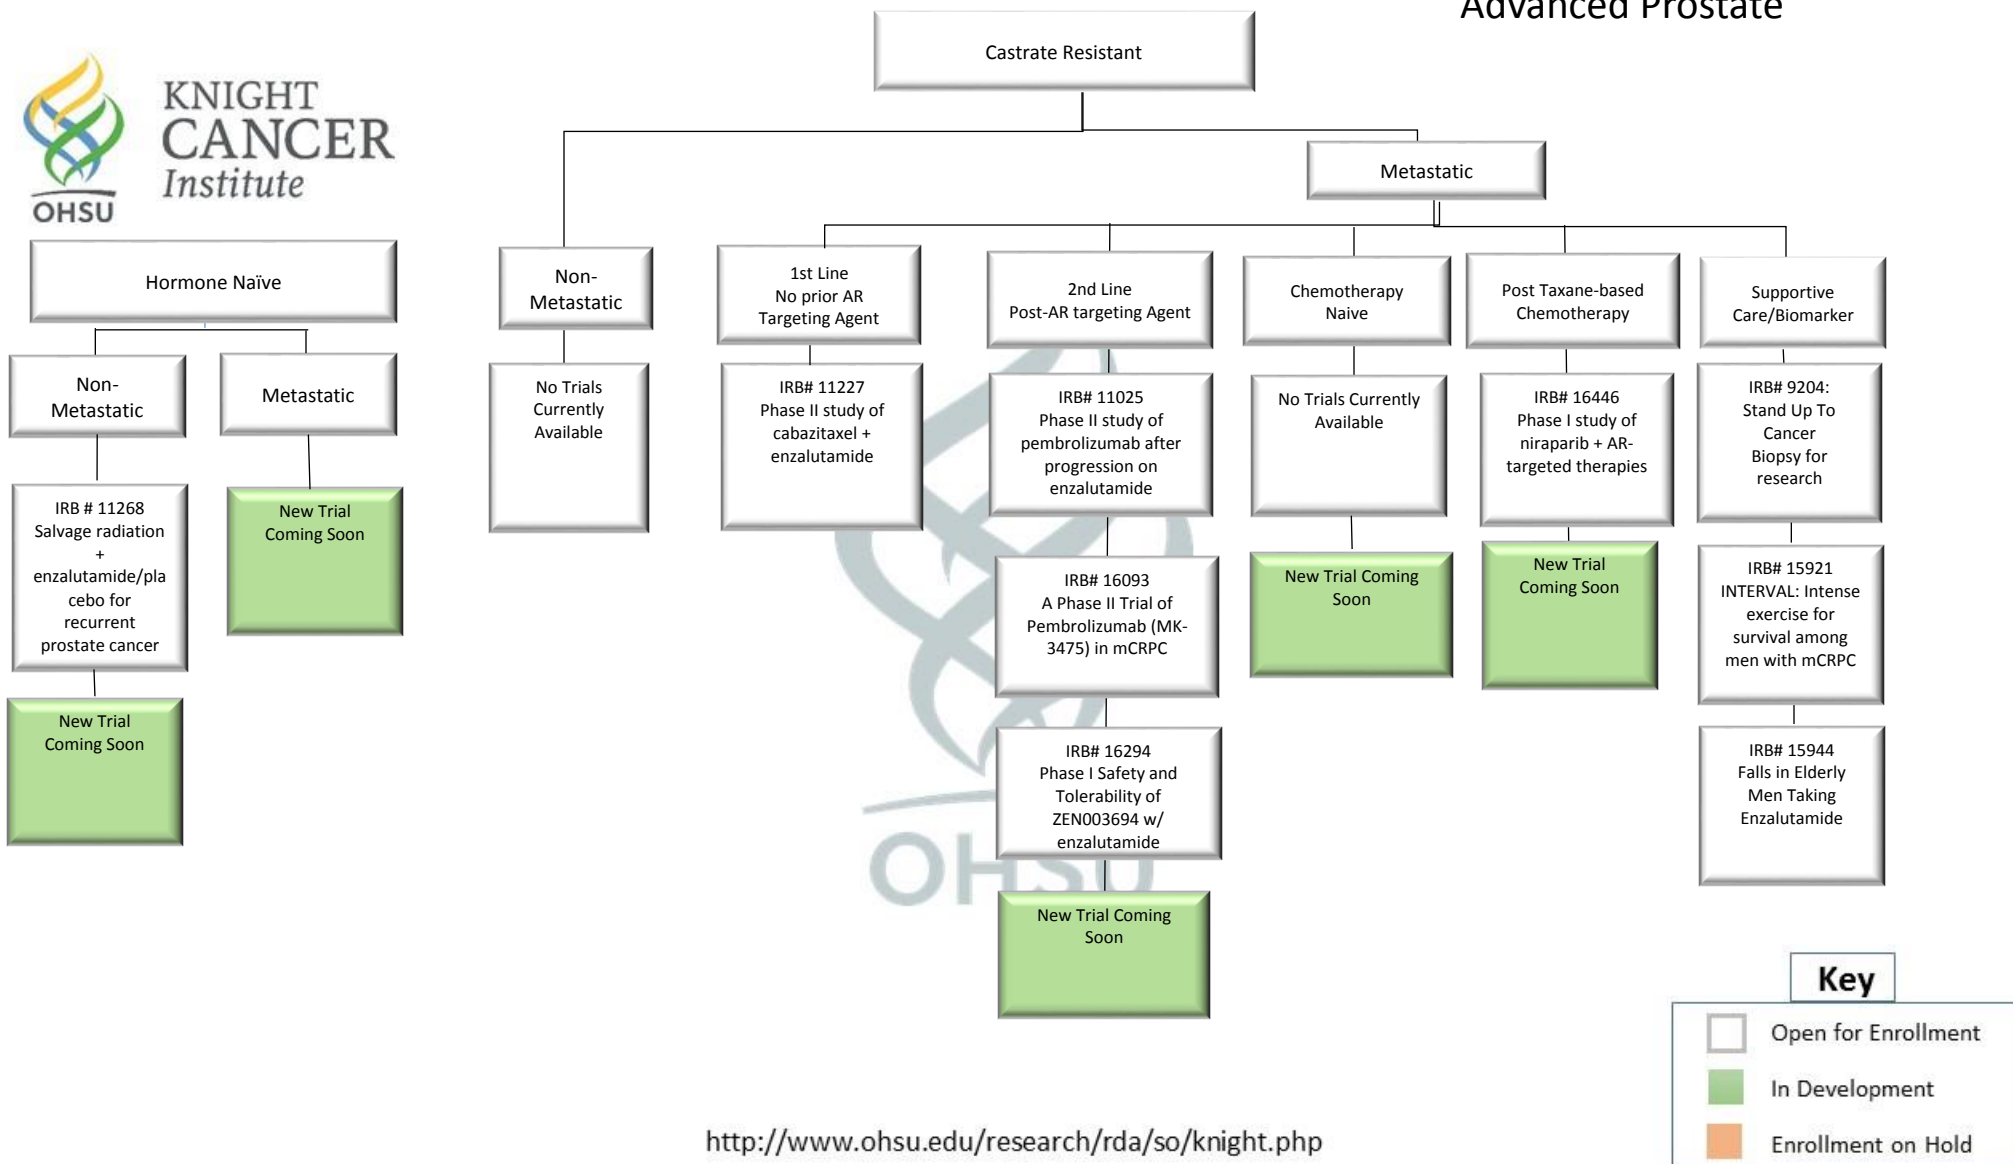 Advanced Prostate
Castrate Resistant
KNIGHT
CANCER
Institute
OHSU
Metastatic
Hormone Naïve
Non-
Metastatic
IRB # 11268
Salvage radiation
+
enzalutamide/pla
cebo for
recurrent
prostate cancer
New Trial
Coming Soon
Metastatic
New Trial
Coming Soon
Non-
Metastatic
No Trials
Currently
Available
1st Line
No prior AR
Targeting Agent
IRB# 11227
Phase II study of
cabazitaxel +
enzalutamide
2nd Line
Post-AR targeting Agent
IRB# 11025
Phase II study of
pembrolizumab after
progression on
enzalutamide
IRB# 16093
A Phase II Trial of
Pembrolizumab (MK-
3475) in mCRPC
IRB# 16294
Phase I Safety and
Tolerability of
ZEN003694 w/
enzalutamide
New Trial Coming
Soon
Chemotherapy
Naive
No Trials Currently
Available
New Trial Coming
Soon
Post Taxane-based
Chemotherapy
IRB# 16446
Phase I study of
niraparib + AR-
targeted therapies
New Trial
Coming Soon
Supportive
Care/Biomarker
IRB# 9204:
Stand Up To
Cancer
Biopsy for
research
IRB# 15921
INTERVAL: Intense
exercise for
survival among
men with mCRPC
IRB# 15944
Falls in Elderly
Men Taking
Enzalutamide
OHSU
Key
Open for Enrollment
In Development
Enrollment on Hold
http://www.ohsu.edu/research/rda/so/knight.php